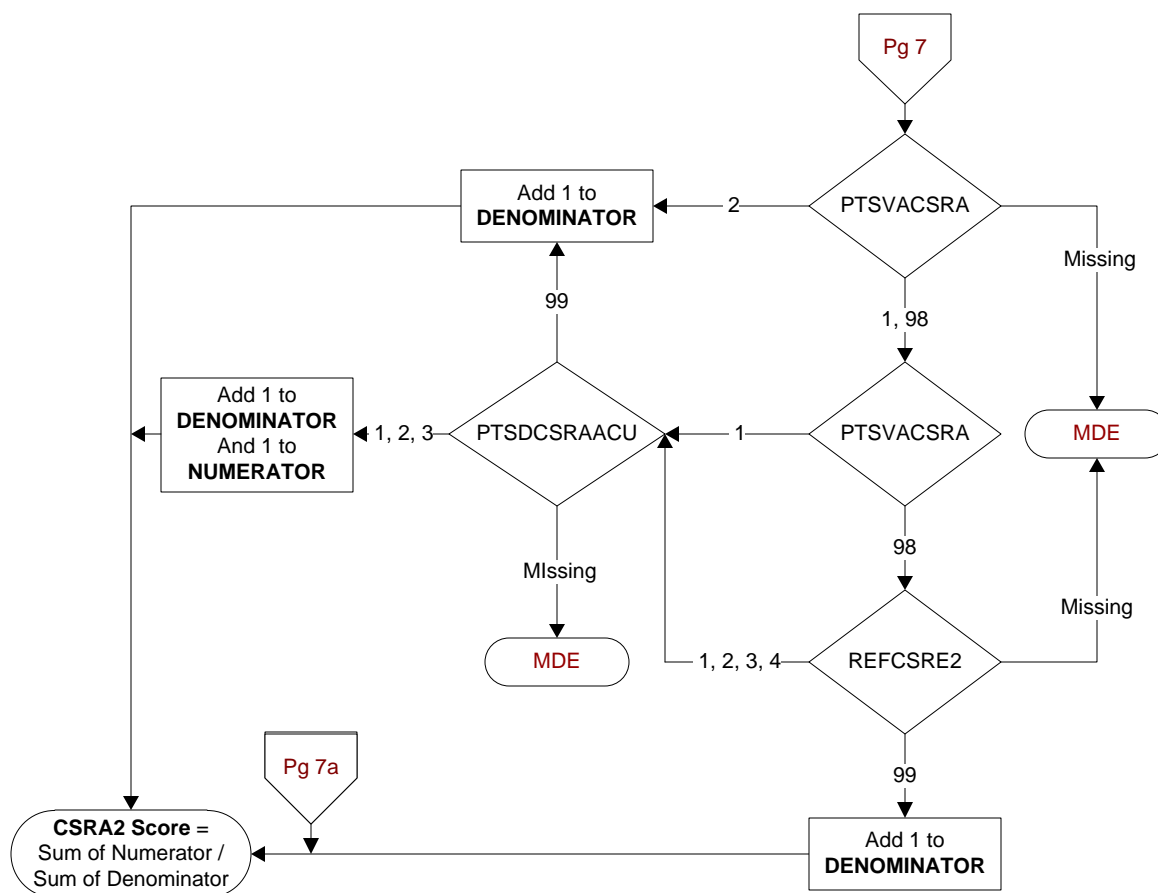 Pg 7
Add 1 to
DENOMINATOR
2
PTSVACSRA
Missing
99
1, 98
Add 1 to
DENOMINATOR
And 1 to
NUMERATOR
1, 2, 3
PTSDCSRAACU
1
PTSVACSRA
MDE
MIssing
98
Missing
MDE
1, 2, 3, 4
REFCSRE2
Pg 7a
99
CSRA2 Score =
Sum of Numerator /
Sum of Denominator
Add 1 to
DENOMINATOR